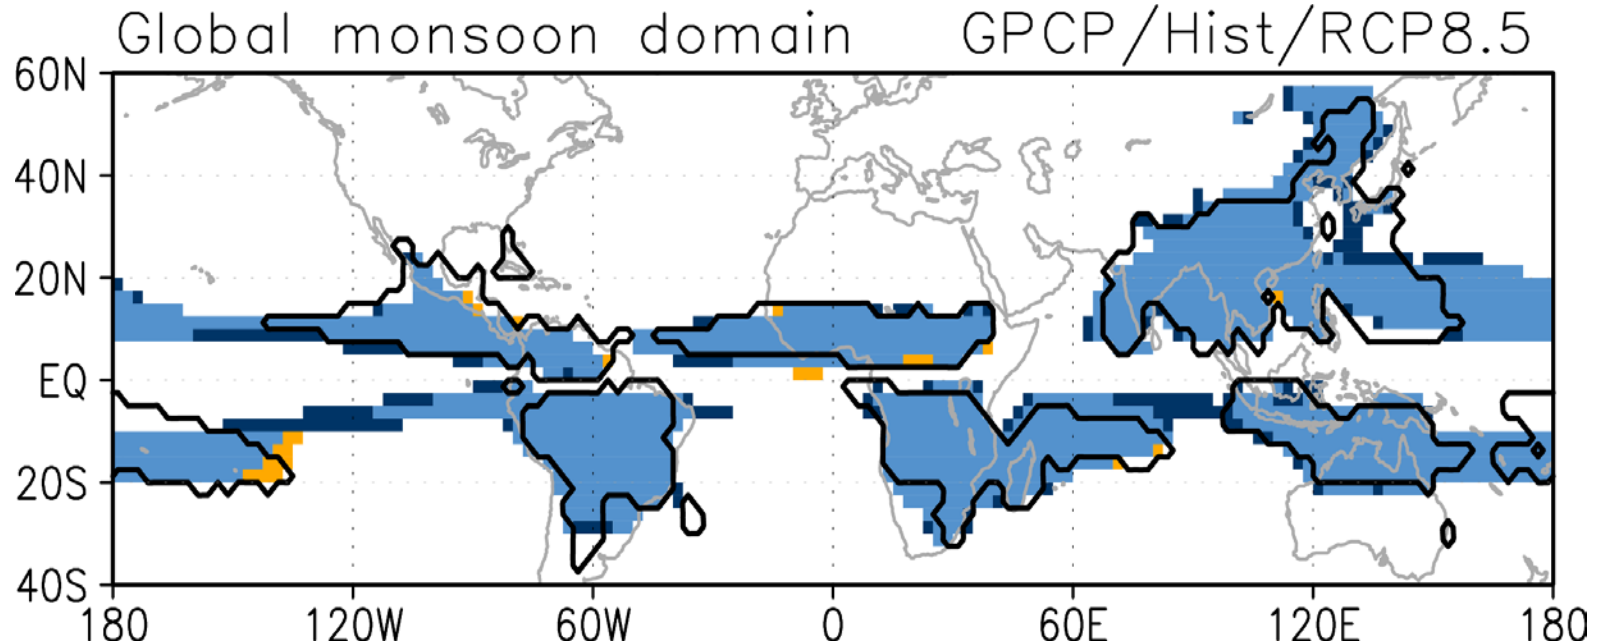 Global monsoon domain GPCP/Hist/RCP8.5
60N
40N
20N
EQ
20S
40S
180 120W 60W 0 60E 120E 180